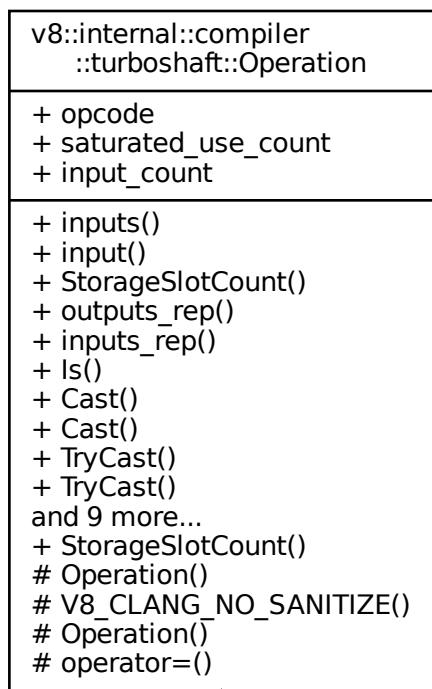 v8::internal::compiler
::turboshaft::Operation
+ opcode
+ saturated_use_count
+ input_count
+ inputs()
+ input()
+ StorageSlotCount()
+ outputs_rep()
+ inputs_rep()
+ Is()
+ Cast()
+ Cast()
+ TryCast()
+ TryCast()
and 9 more...
+ StorageSlotCount()
# Operation()
# V8_CLANG_NO_SANITIZE()
# Operation()
# operator=()